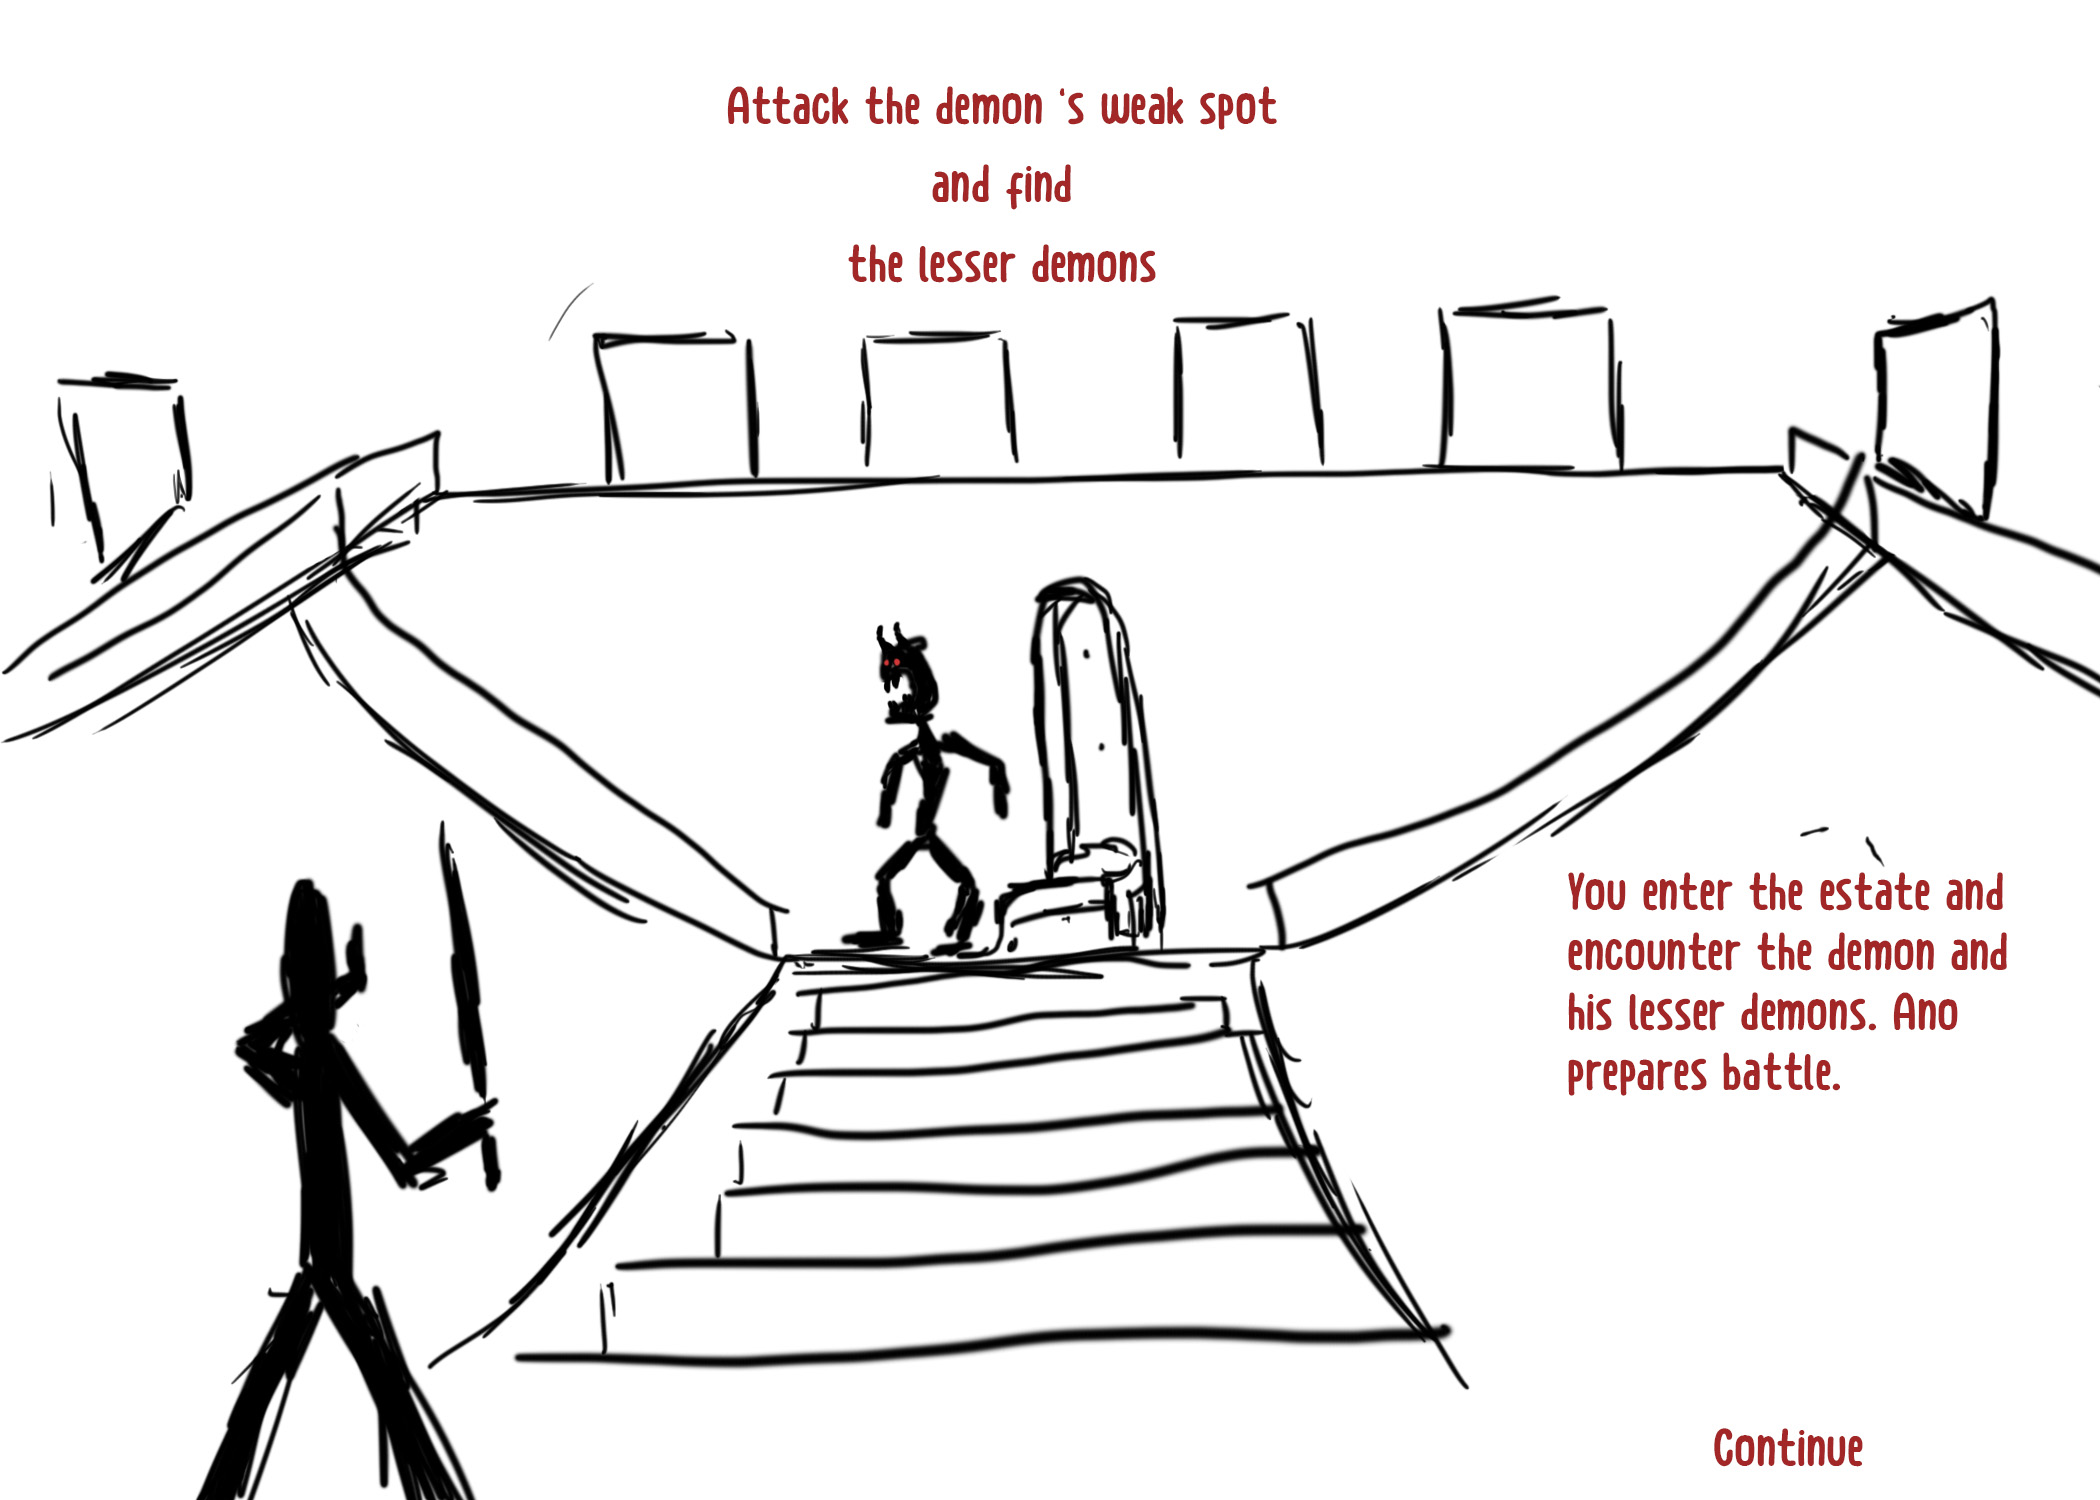 Attack the demon 's weak spot
and find
the lesser demons
You enter the estate and
encounter the demon and
his lesser demons. Ano
prepares battle.
Continue